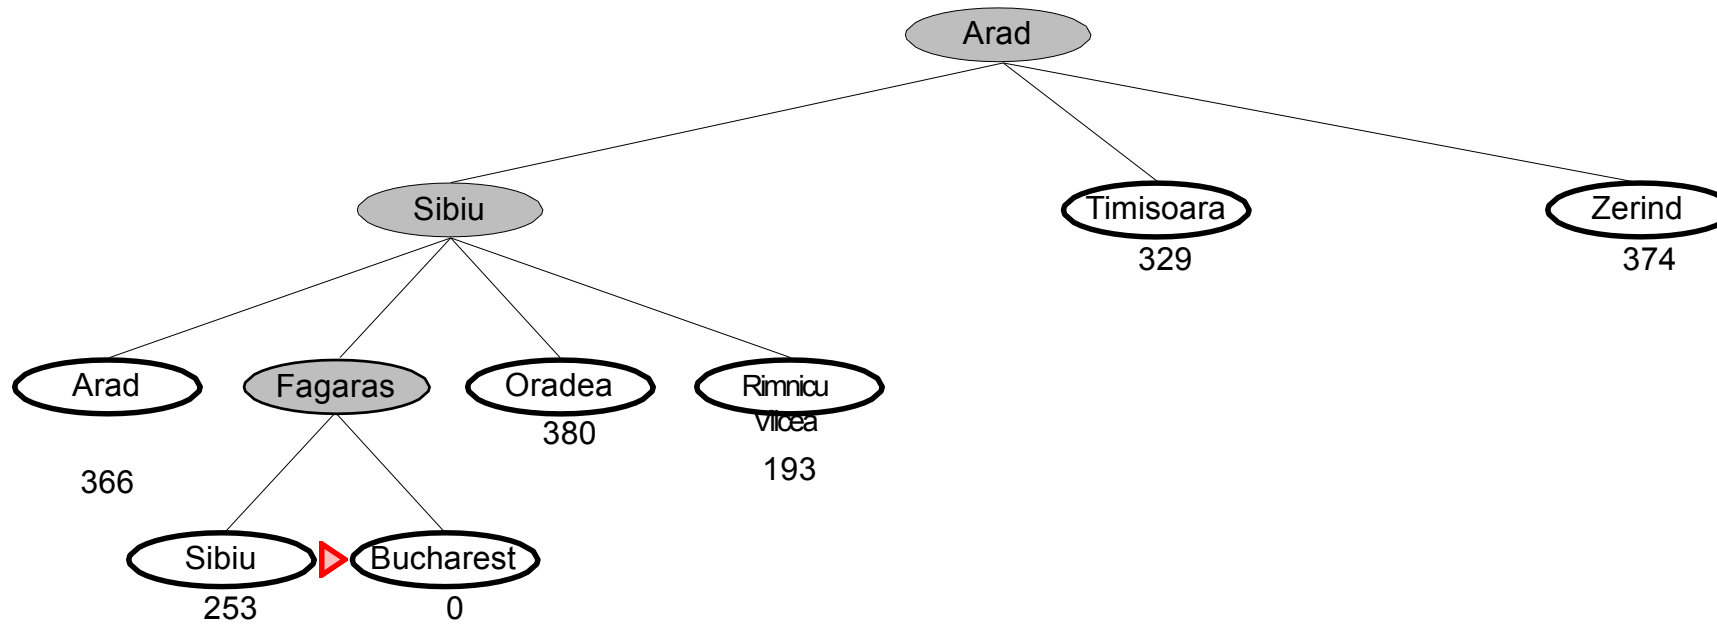 Arad
Sibiu
Timisoara
Zerind
329
374
Arad
Fagaras
Oradea
Rimnicu
Vilcea
380
366
193
Sibiu
Bucharest
253
0